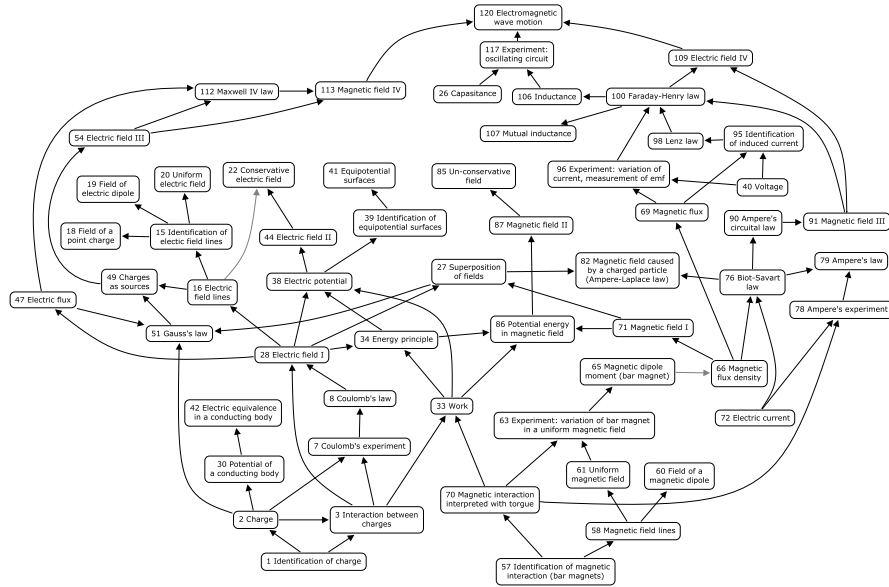 120 Electromagnetic
wave motion
117 Experiment:
oscillating circuit
109 Electric field IV
112 Maxwell IV law
113 Magnetic field IV
26 Capasitance
106 Inductance
100 Faraday-Henry law
107 Mutual inductance
54 Electric field III
98 Lenz law
95 Identification
of induced current
20 Uniform
electric field
22 Conservative
electric field
41 Equipotential
surfaces
85 Un-conservative
field
96 Experiment: variation of
current, measurement of emf
40 Voltage
19 Field of
electric dipole
39 Identification of
equipotential surfaces
69 Magnetic flux
90 Ampere's
circuital law
91 Magnetic field III
18 Field of a
point charge
15 Identification of
electic field lines
44 Electric field II
87 Magnetic field II
49 Charges
as sources
16 Electric
field lines
38 Electric potential
27 Superposition
of fields
82 Magnetic field caused
by a charged particle
(Ampere-Laplace law)
76 Biot-Savart
law
79 Ampere's law
47 Electric flux
78 Ampere's experiment
51 Gauss's law
34 Energy principle
86 Potential energy
in magnetic field
71 Magnetic field I
28 Electric field I
65 Magnetic dipole
moment (bar magnet)
66 Magnetic
flux density
8 Coulomb's law
33 Work
42 Electric equivalence
in a conducting body
63 Experiment: variation of bar magnet
in a uniform magnetic field
72 Electric current
7 Coulomb's experiment
30 Potential of
a conducting body
61 Uniform
magnetic field
60 Field of a
magnetic dipole
70 Magnetic interaction
interpreted with torgue
2 Charge
3 Interaction between
charges
58 Magnetic field lines
1 Identification of charge
57 Identification of magnetic
interaction (bar magnets)